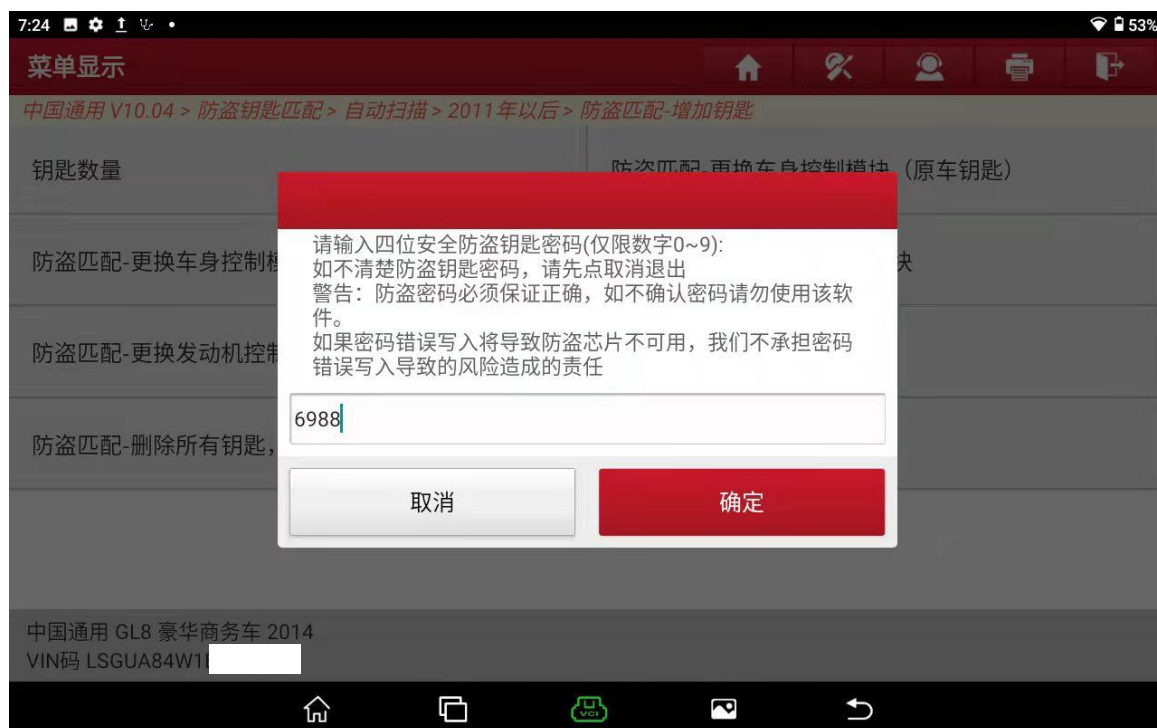 7:24
53%
菜单显示
中国通用 V10.04 > 防盗钥匙匹配 > 自动扫描 > 2011年以后 > 防盗匹配-增加钥匙
钥匙数量
防盗匹配-更换车身控制模块（原车钥匙）
防盗匹配-更换车身控制模
块
防盗匹配-更换发动机控制
防盗匹配-删除所有钥匙，
请输入四位安全防盗钥匙密码(仅限数字0~9):
如不清楚防盗钥匙密码，请先点取消退出
警告：防盗密码必须保证正确，如不确认密码请勿使用该软
件。
如果密码错误写入将导致防盗芯片不可用，我们不承担密码
错误写入导致的风险造成的责任
6988
取消
确定
中国通用 GL8 豪华商务车 2014
VIN码 LSGUA84W1
VCI